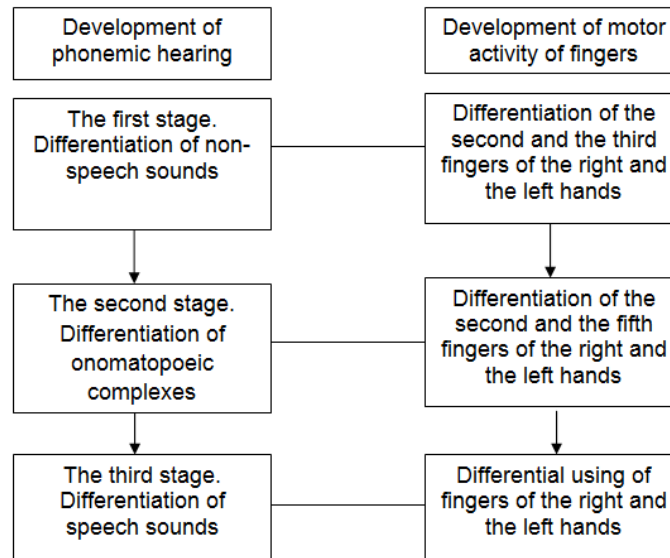 Development of
phonemic hearing
Development of motor
activity of fingers
The first stage.
Differentiation of non-
speech sounds
Differentiation of the
second and the third
fingers of the right and
the left hands
The second stage.
Differentiation of
onomatopoeic
complexes
Differentiation of the
second and the fifth
fingers of the right and
the left hands
The third stage.
Differentiation of
speech sounds
Differential using of
fingers of the right and
the left hands